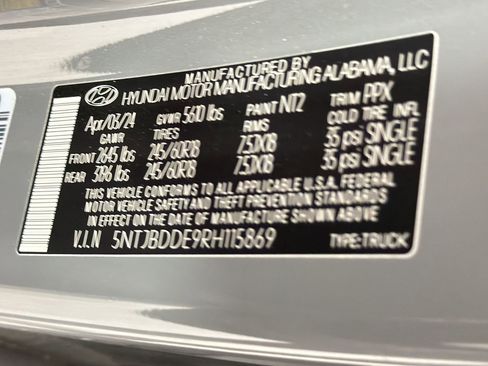 MANUFACTURED BY
HYUNDAI MOTOR MANUFACTURING ALABAMA, LLC
Apr/03/24 GVWR 5610 lbs PAINT NT2 TRIM PPX
GAWR TIRES RIMS COLD TIRE INFL
FRONT 2645 lbs 245/60R18 7.5JX18 35 psi SINGLE
REAR 3196 lbs 245/60R18 7.5JX18 35 psi SINGLE
THIS VEHICLE CONFORMS TO ALL APPLICABLE U.S.A. FEDERAL
MOTOR VEHICLE SAFETY AND THEFT PREVENTION STANDARDS
IN EFFECT ON THE DATE OF MANUFACTURE SHOWN ABOVE
V.I.N 5NTJBDDE9RH115869 TYPE:TRUCK